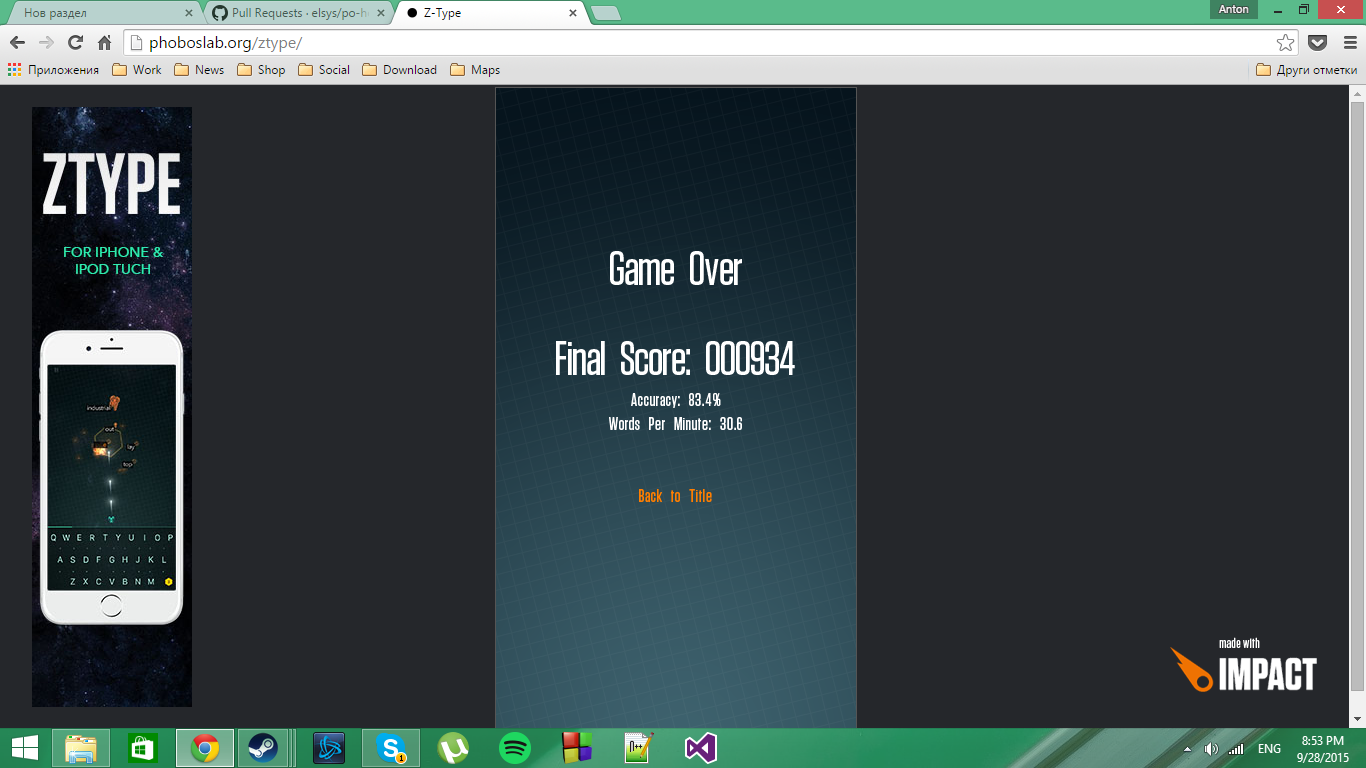 Нов раздел
Pull Requests · elsys/po-h
Z-Type
Anton
phoboslab.org/ztype/
Приложения
Work
News
Shop
Social
Download
Maps
Други отметки
ZTYPE
FOR IPHONE &
IPOD TUCH
industrial
out
lay
top
Q W E R T Y U I O P
A S D F G H J K L
Z X C V B N M
Game Over
Final Score: 000934
Accuracy: 83.4%
Words Per Minute: 30.6
Back to Title
made with
IMPACT
1
N++
ENG
8:53 PM
9/28/2015